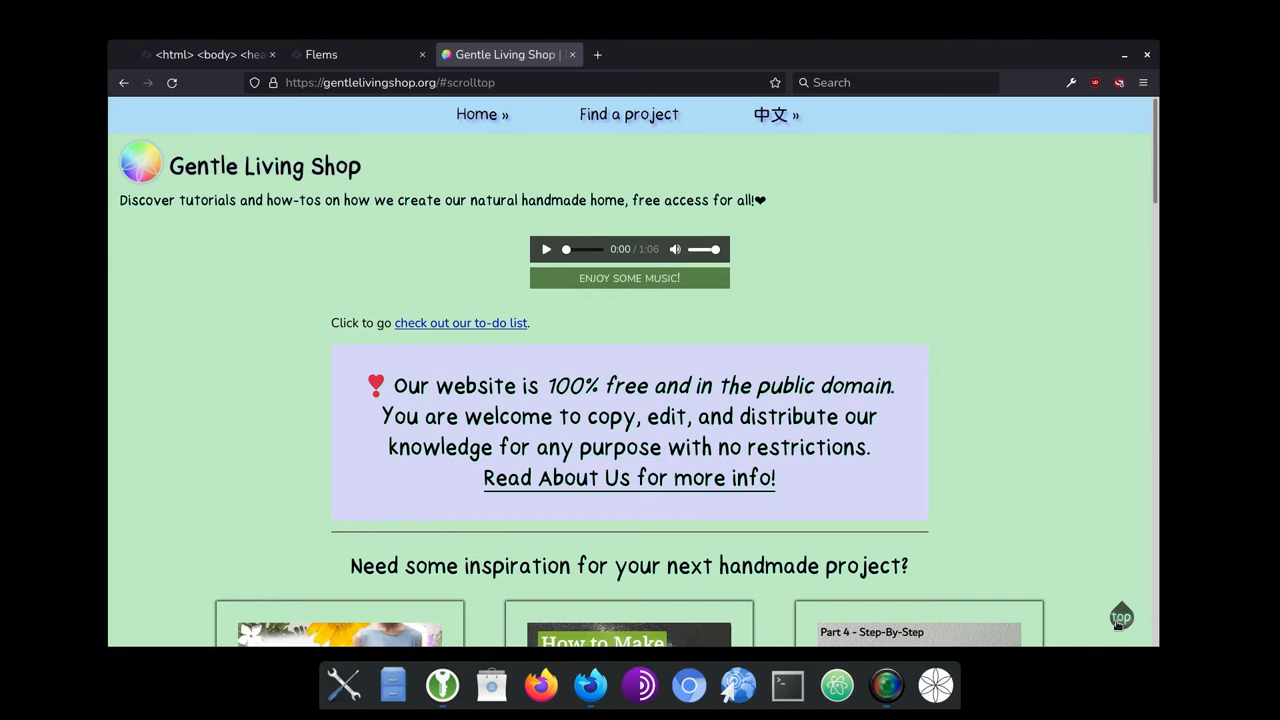 <html> <body> <hea
Flems
Gentle Living Shop |
https://gentlelivingshop.org/#scrolltop
Search
Home »
Find a project
中文 »
Gentle Living Shop
Discover tutorials and how-tos on how we create our natural handmade home, free access for all!❤
0:00 / 1:06
ENJOY SOME MUSIC!
Click to go check out our to-do list.
❣ Our website is 100% free and in the public domain.
You are welcome to copy, edit, and distribute our
knowledge for any purpose with no restrictions.
Read About Us for more info!
Need some inspiration for your next handmade project?
How to Make
Part 4 - Step-By-Step
top